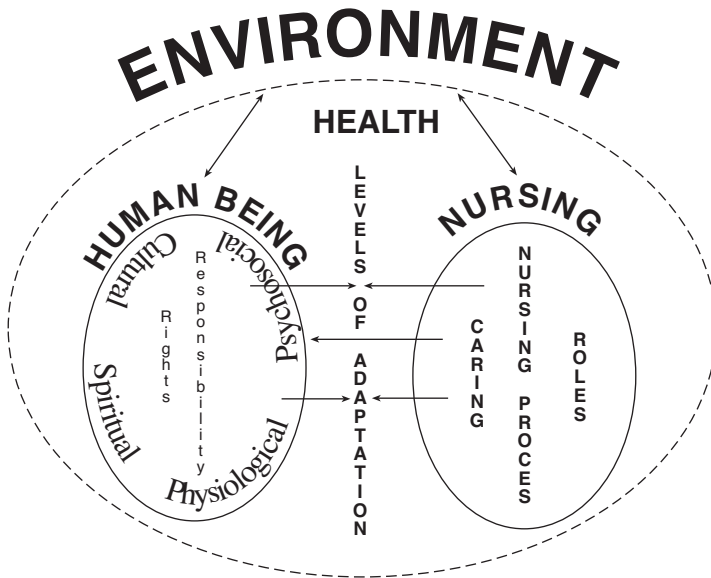 ENVIRONMENT
HEALTH
HUMAN BEING
NURSING
Cultural
Psychosocial
Responsibility
Rights
Spiritual
Physiological
LEVELS OF ADAPTATION
CARING
NURSING PROCES
ROLES